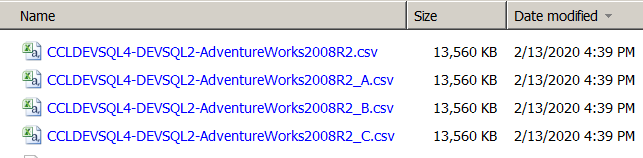 Name Size Date modified
CCLDEVSQL4-DEVSQL2-AdventureWorks2008R2.csv 13,560 KB 2/13/2020 4:39 PM
CCLDEVSQL4-DEVSQL2-AdventureWorks2008R2_A.csv 13,560 KB 2/13/2020 4:39 PM
CCLDEVSQL4-DEVSQL2-AdventureWorks2008R2_B.csv 13,560 KB 2/13/2020 4:39 PM
CCLDEVSQL4-DEVSQL2-AdventureWorks2008R2_C.csv 13,560 KB 2/13/2020 4:39 PM